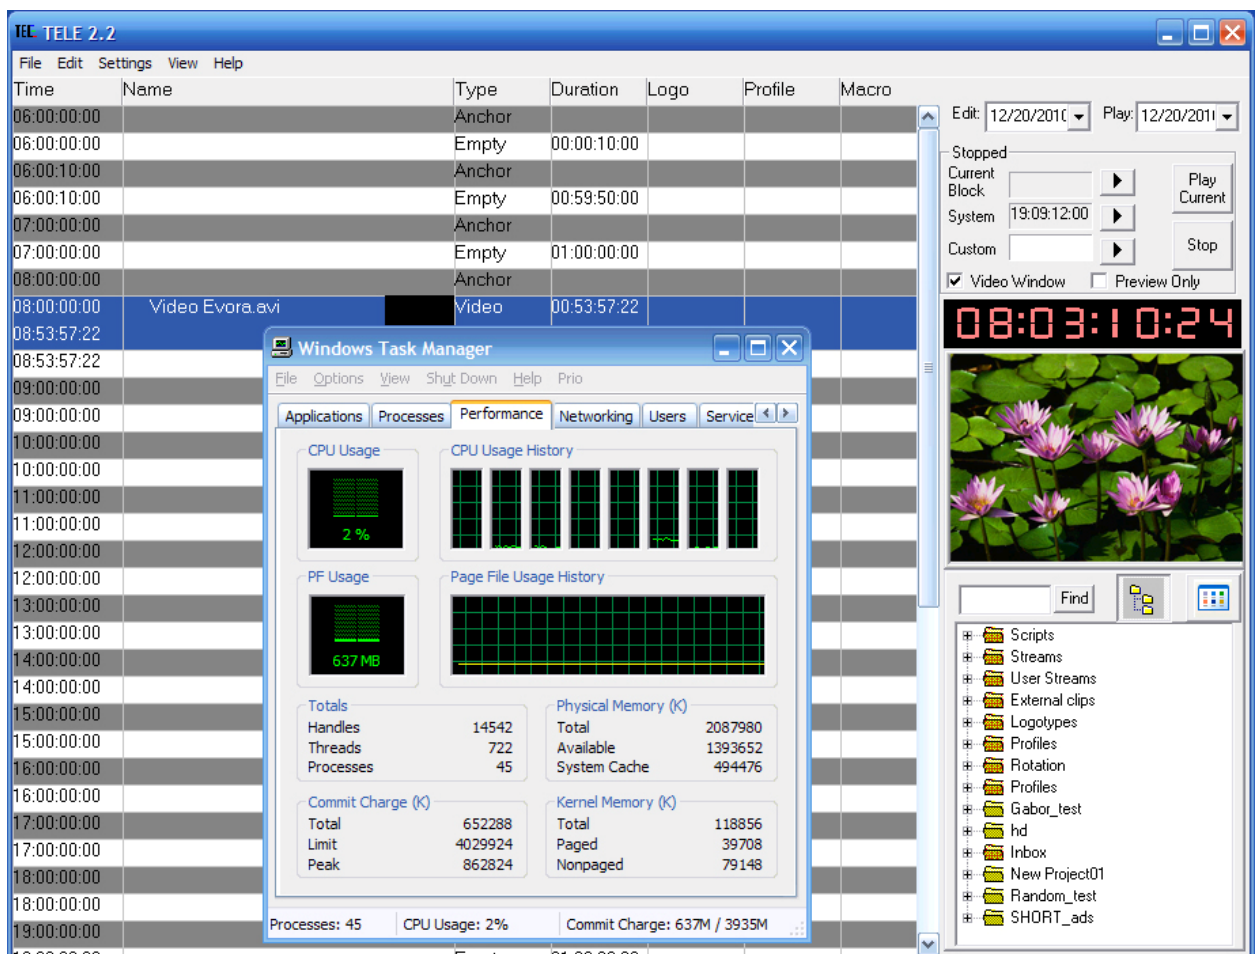 TEC TELE 2.2
File Edit Settings View Help
Time Name Type Duration Logo Profile Macro
06:00:00:00 Anchor
06:00:00:00 Empty 00:00:10:00
06:00:10:00 Anchor
06:00:10:00 Empty 00:59:50:00
07:00:00:00 Anchor
07:00:00:00 Empty 01:00:00:00
08:00:00:00 Anchor
08:00:00:00 Video Evora.avi Video 00:53:57:22
08:53:57:22
08:53:57:22
09:00:00:00
09:00:00:00
10:00:00:00
10:00:00:00
11:00:00:00
11:00:00:00
12:00:00:00
12:00:00:00
13:00:00:00
13:00:00:00
14:00:00:00
14:00:00:00
15:00:00:00
15:00:00:00
16:00:00:00
16:00:00:00
17:00:00:00
17:00:00:00
18:00:00:00
18:00:00:00
19:00:00:00
Windows Task Manager
File Options View Shut Down Help Prio
Applications Processes Performance Networking Users Service
CPU Usage CPU Usage History
2 %
PF Usage Page File Usage History
637 MB
Totals
Handles 14542
Threads 722
Processes 45
Physical Memory (K)
Total 2087980
Available 1393652
System Cache 494476
Commit Charge (K)
Total 652288
Limit 4029924
Peak 862824
Kernel Memory (K)
Total 118856
Paged 39708
Nonpaged 79148
Processes: 45 CPU Usage: 2% Commit Charge: 637M / 3935M
Edit: 12/20/201 Play: 12/20/201
Stopped
Current Block
Play Current
System 19:09:12:00
Custom
Stop
Video Window Preview Only
08:03:10:24
Find
Scripts
Streams
User Streams
External clips
Logotypes
Profiles
Rotation
Profiles
Gabor_test
hd
Inbox
New Project01
Random_test
SHORT_ads